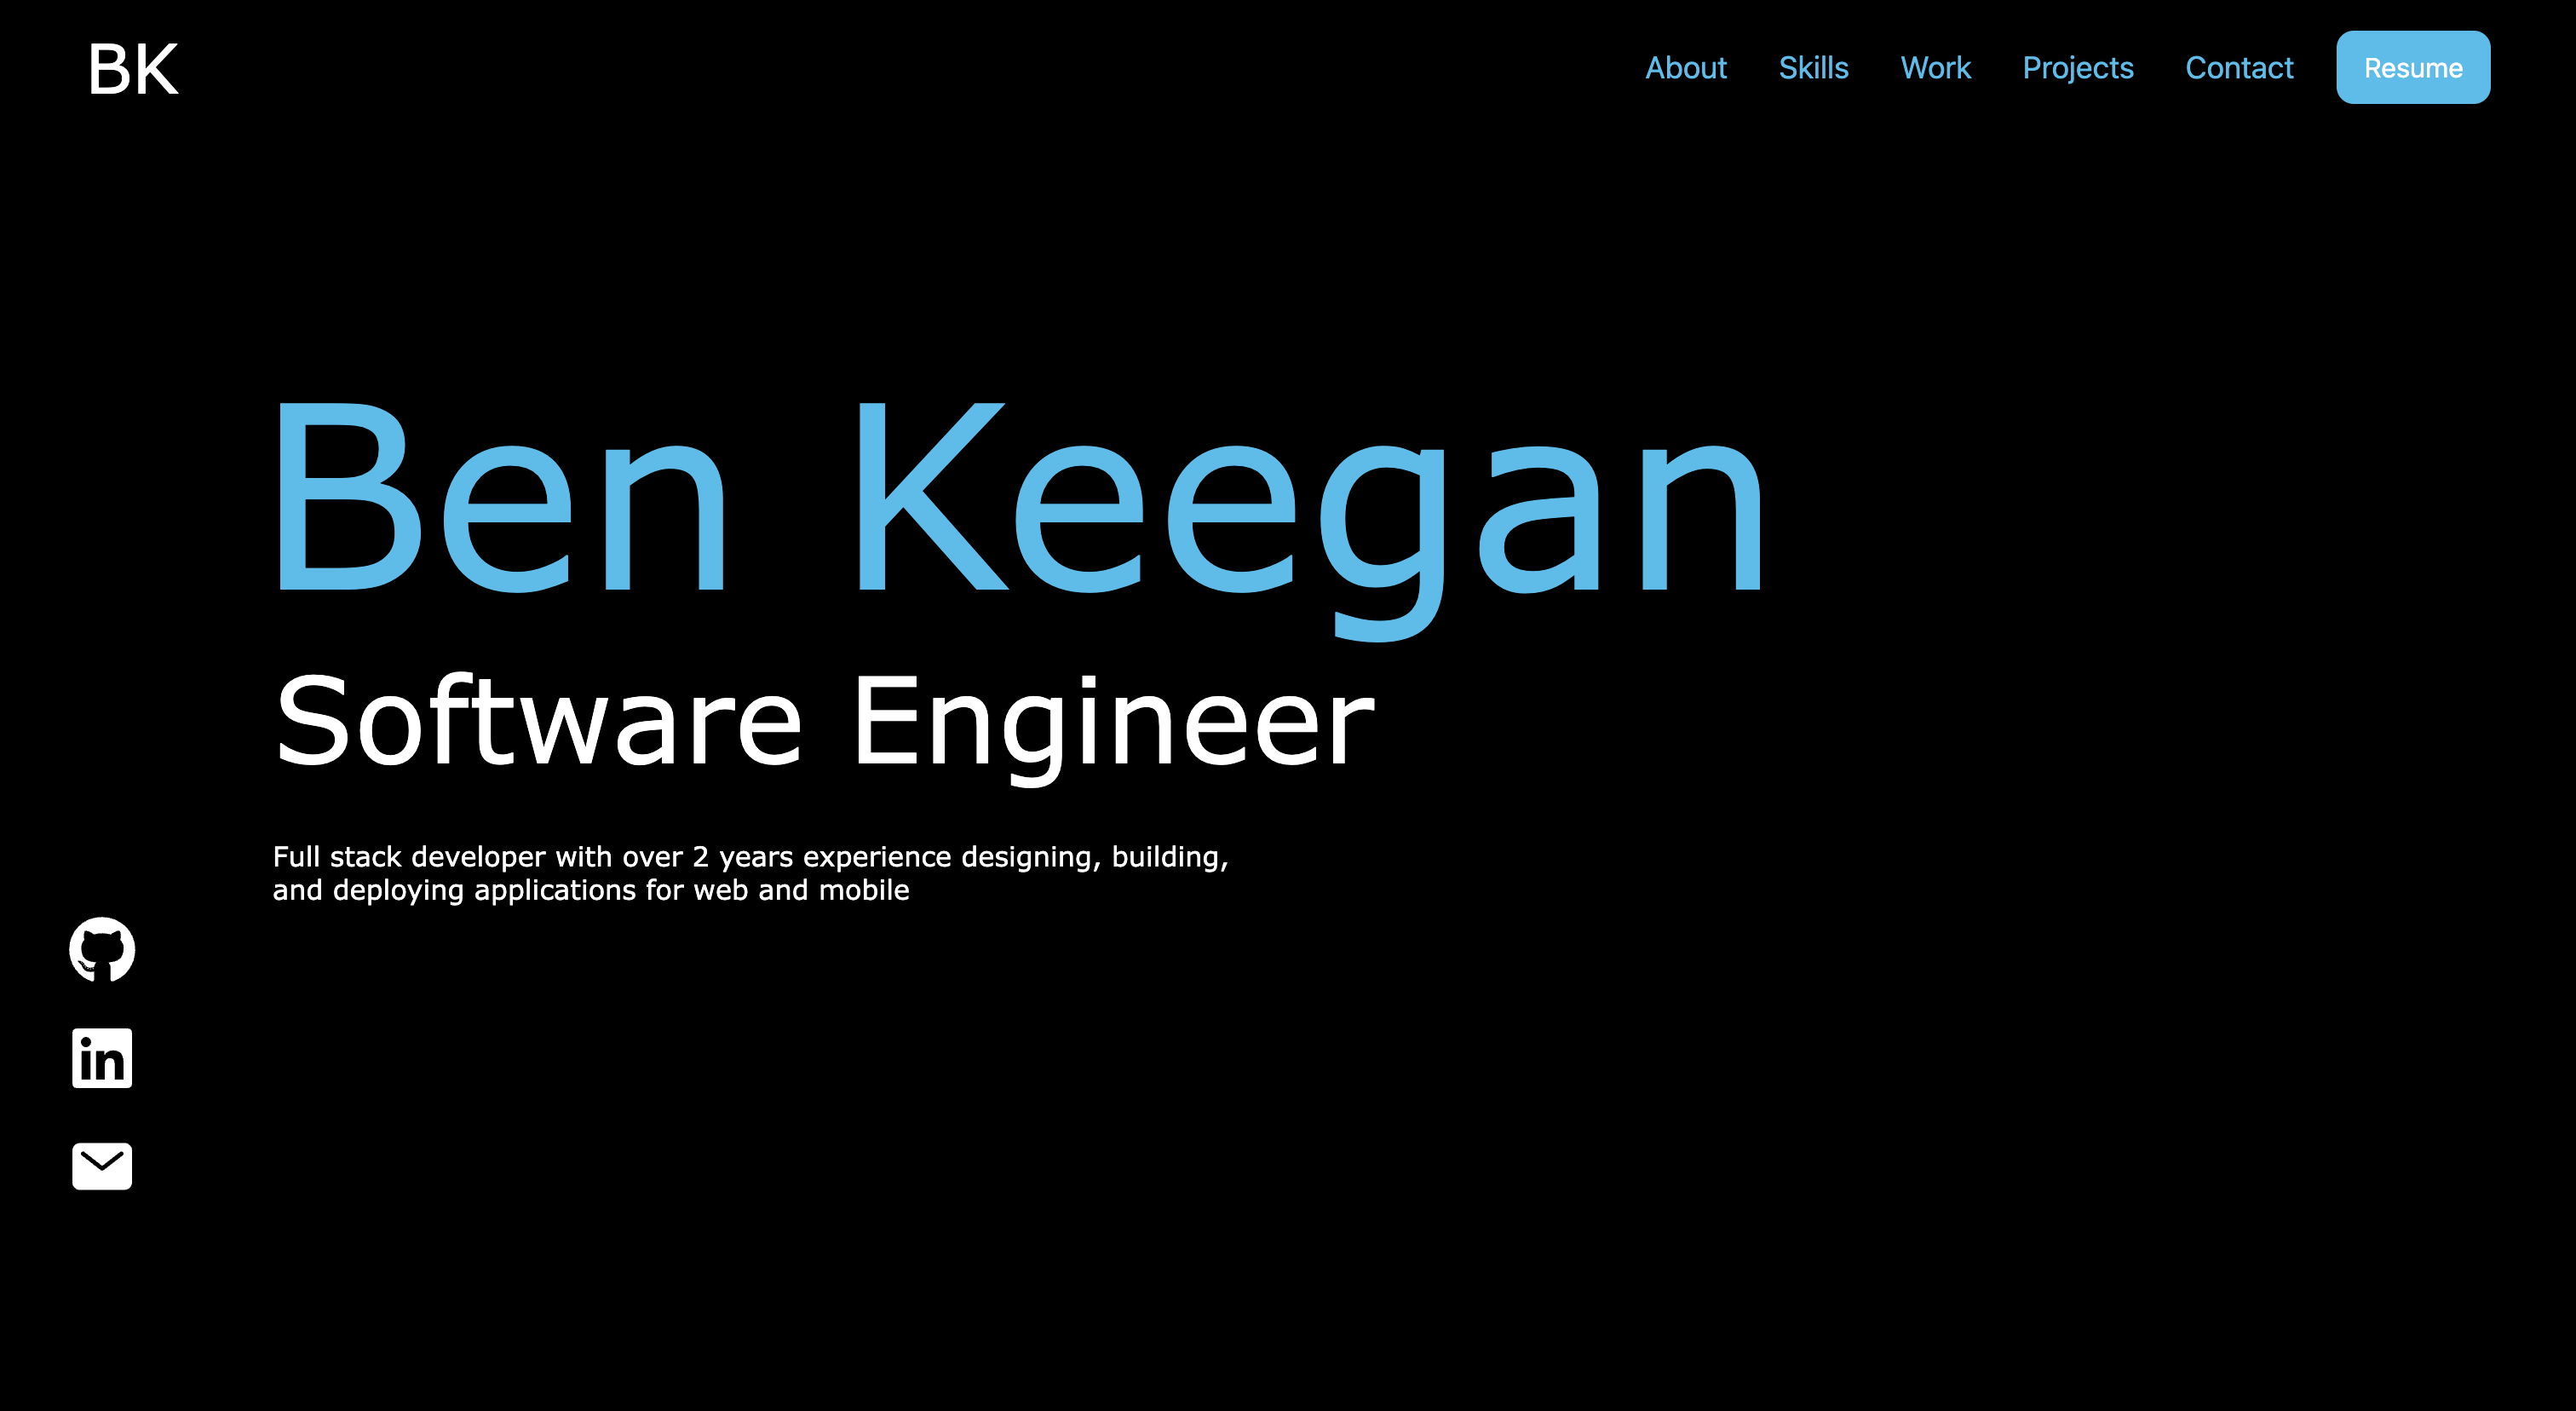 BK
About Skills Work Projects Contact Resume
Ben Keegan
Software Engineer
Full stack developer with over 2 years experience designing, building,
and deploying applications for web and mobile
in